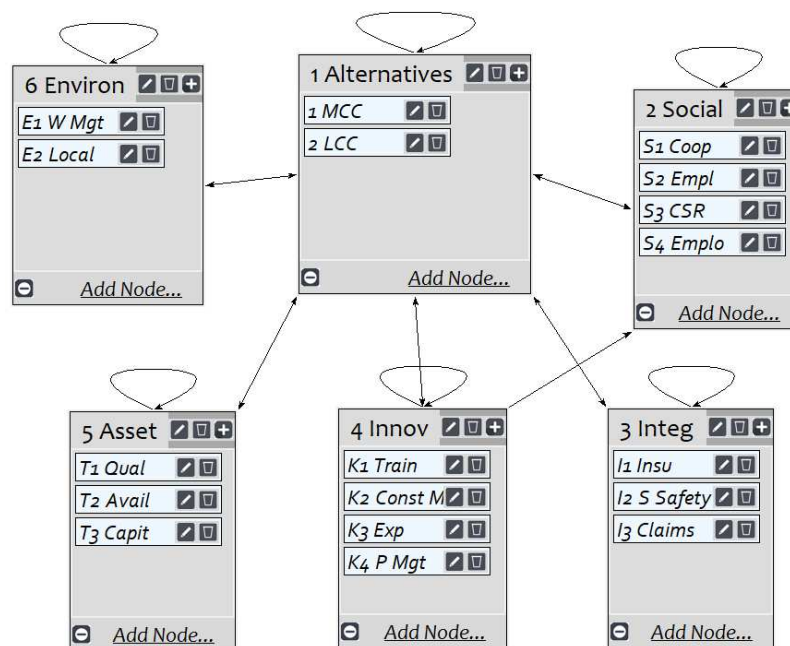 6 Environ
E1 W Mgt
E2 Local
Add Node...
1 Alternatives
1 MCC
2 LCC
Add Node...
2 Social
S1 Coop
S2 Empl
S3 CSR
S4 Emplo
Add Node...
5 Asset
T1 Qual
T2 Avail
T3 Capit
Add Node...
4 Innov
K1 Train
K2 Const M
K3 Exp
K4 P Mgt
Add Node...
3 Integ
I1 Insu
I2 S Safety
I3 Claims
Add Node...